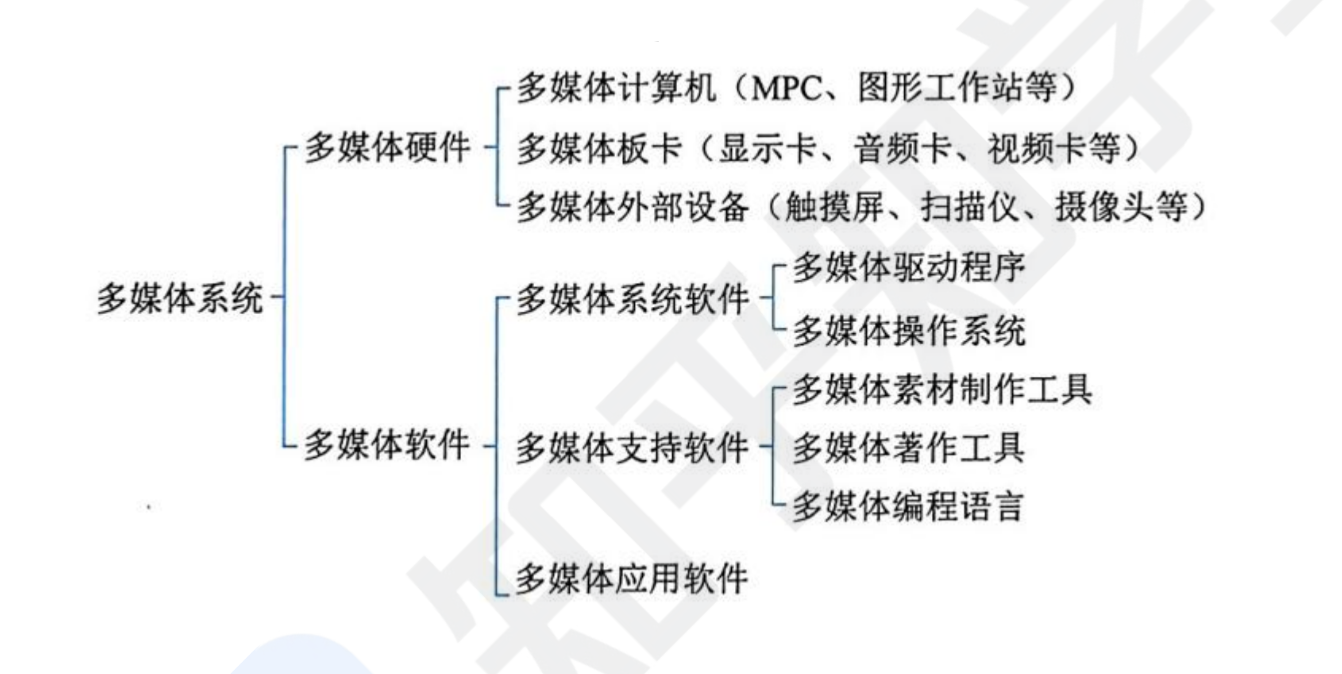 多媒体计算机（MPC、图形工作站等）
多媒体硬件
多媒体板卡（显示卡、音频卡、视频卡等）
多媒体外部设备（触摸屏、扫描仪、摄像头等）
多媒体系统
多媒体系统软件
多媒体驱动程序
多媒体操作系统
多媒体软件
多媒体支持软件
多媒体素材制作工具
多媒体著作工具
多媒体编程语言
多媒体应用软件